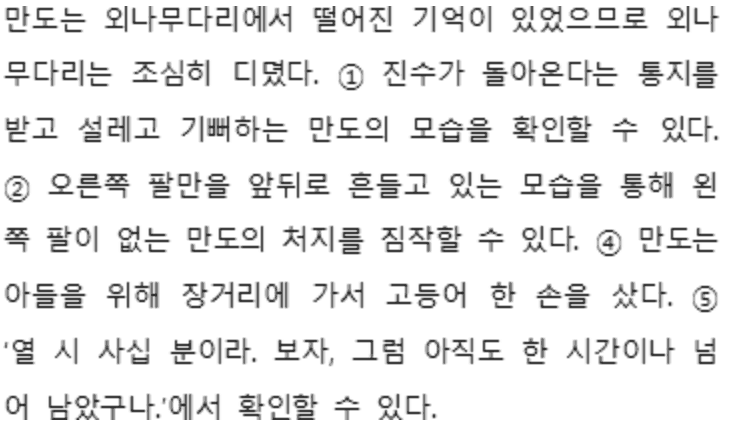 만도는 외나무다리에서 떨어진 기억이 있었으므로 외나
무다리는 조심히 디뎠다. ① 진수가 돌아온다는 통지를
받고 설레고 기뻐하는 만도의 모습을 확인할 수 있다.
② 오른쪽 팔만을 앞뒤로 흔들고 있는 모습을 통해 왼
쪽 팔이 없는 만도의 처지를 짐작할 수 있다. ④ 만도는
아들을 위해 장거리에 가서 고등어 한 손을 샀다. ⑤
‘열 시 사십 분이라. 보자, 그럼 아직도 한 시간이나 넘
어 남았구나.’에서 확인할 수 있다.